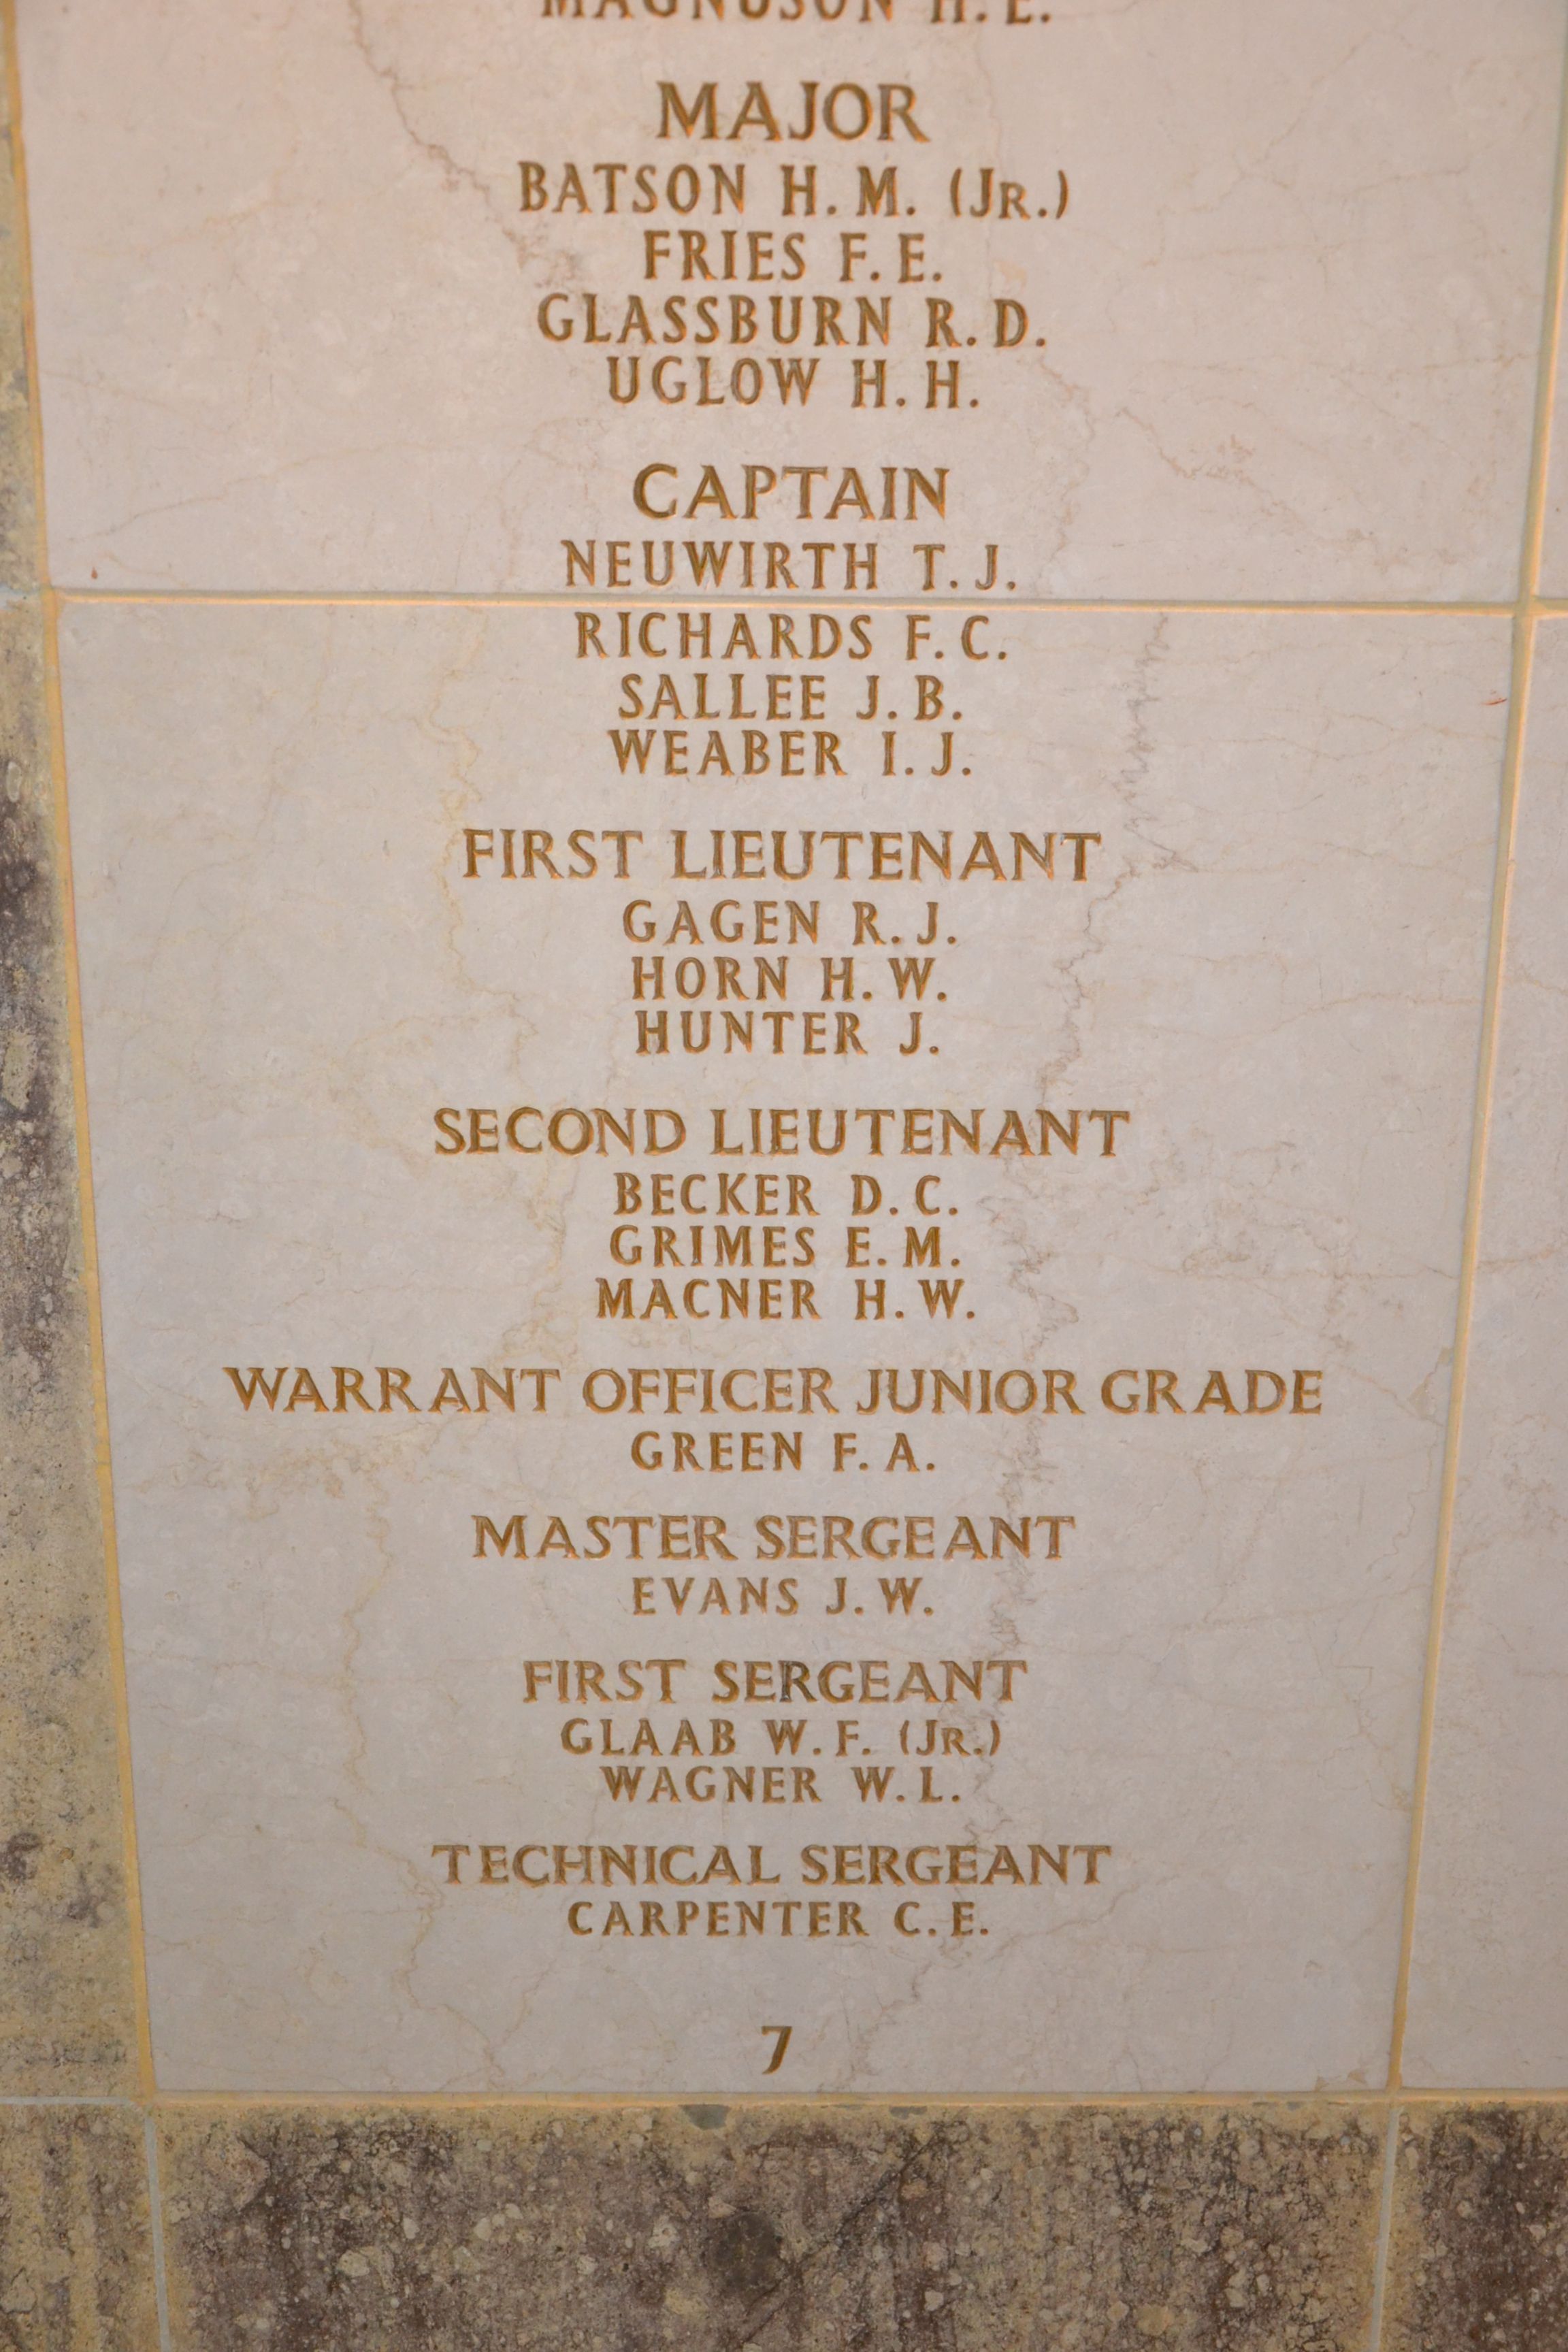 MAGNUSON H. E.
MAJOR
BATSON H. M. (JR.)
FRIES F. E.
GLASSBURN R. D.
UGLOW H. H.
CAPTAIN
NEUWIRTH T. J.
RICHARDS F. C.
SALLEE J. B.
WEABER I. J.
FIRST LIEUTENANT
GAGEN R. J.
HORN H. W.
HUNTER J.
SECOND LIEUTENANT
BECKER D. C.
GRIMES E. M.
MACNER H. W.
WARRANT OFFICER JUNIOR GRADE
GREEN F. A.
MASTER SERGEANT
EVANS J. W.
FIRST SERGEANT
GLAAB W. F. (JR.)
WAGNER W. L.
TECHNICAL SERGEANT
CARPENTER C. E.
7